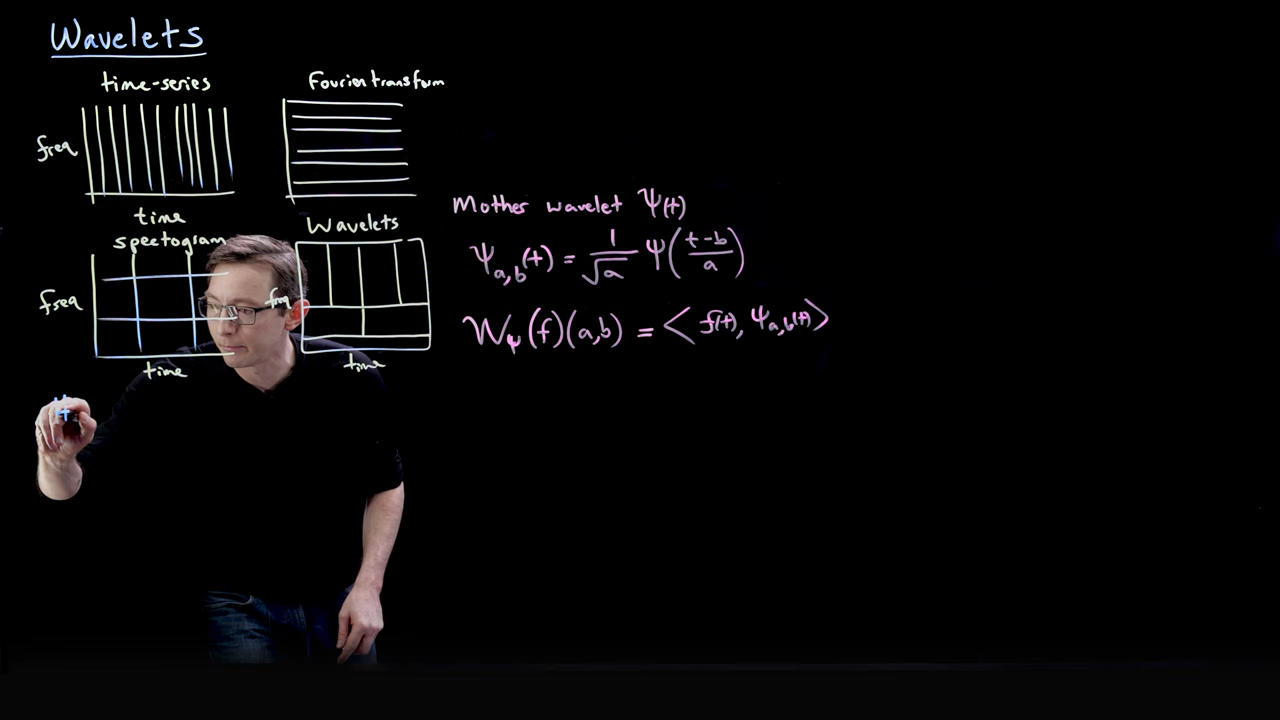 Wavelets
time-series
Fourier transform
freq
time
spectogram
Wavelets
freq
freq
time
time
Mother wavelet Ψ(t)
Ψa,b(t) = 1/√a Ψ((t-b)/a)
WΨ(f)(a,b) = ⟨f(t), Ψa,b(t)⟩